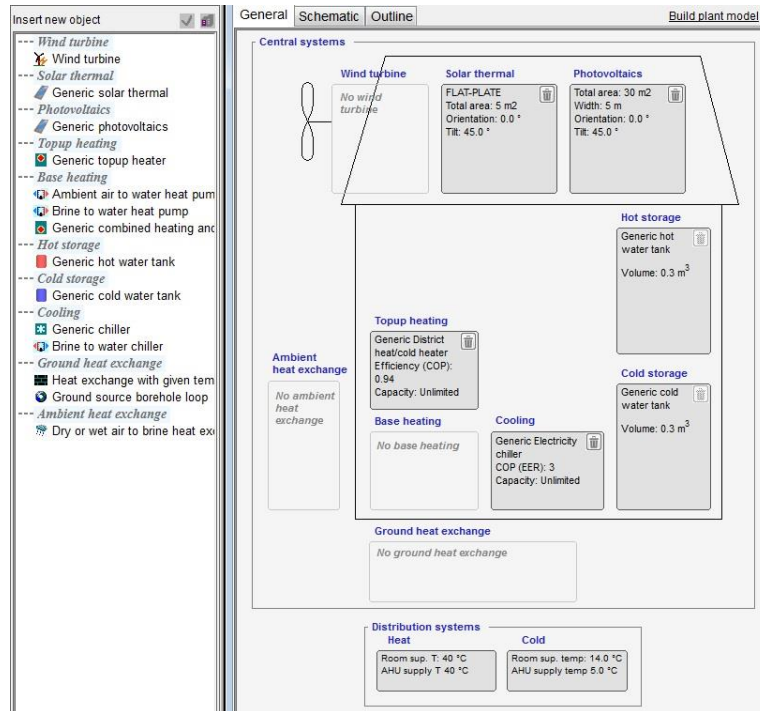 Insert new object
--- Wind turbine
Wind turbine
--- Solar thermal
Generic solar thermal
--- Photovoltaics
Generic photovoltaics
--- Topup heating
Generic topup heater
--- Base heating
Ambient air to water heat pum
Brine to water heat pump
Generic combined heating and
--- Hot storage
Generic hot water tank
--- Cold storage
Generic cold water tank
--- Cooling
Generic chiller
Brine to water chiller
--- Ground heat exchange
Heat exchange with given tem
Ground source borehole loop
--- Ambient heat exchange
Dry or wet air to brine heat exc
General
Schematic
Outline
Build plant model
Central systems
Wind turbine
No wind
turbine
Solar thermal
FLAT-PLATE
Total area: 5 m2
Orientation: 0.0 °
Tilt: 45.0 °
Photovoltaics
Total area: 30 m2
Width: 5 m
Orientation: 0.0 °
Tilt: 45.0 °
Hot storage
Generic hot
water tank
Volume: 0.3 m³
Topup heating
Generic District
heat/cold heater
Efficiency (COP):
0.94
Capacity: Unlimited
Ambient
heat exchange
No ambient
heat
exchange
Cold storage
Generic cold
water tank
Volume: 0.3 m³
Base heating
No base heating
Cooling
Generic Electricity
chiller
COP (EER): 3
Capacity: Unlimited
Ground heat exchange
No ground heat exchange
Distribution systems
Heat
Room sup. T: 40 °C
AHU supply T 40 °C
Cold
Room sup. temp: 14.0 °C
AHU supply temp 5.0 °C